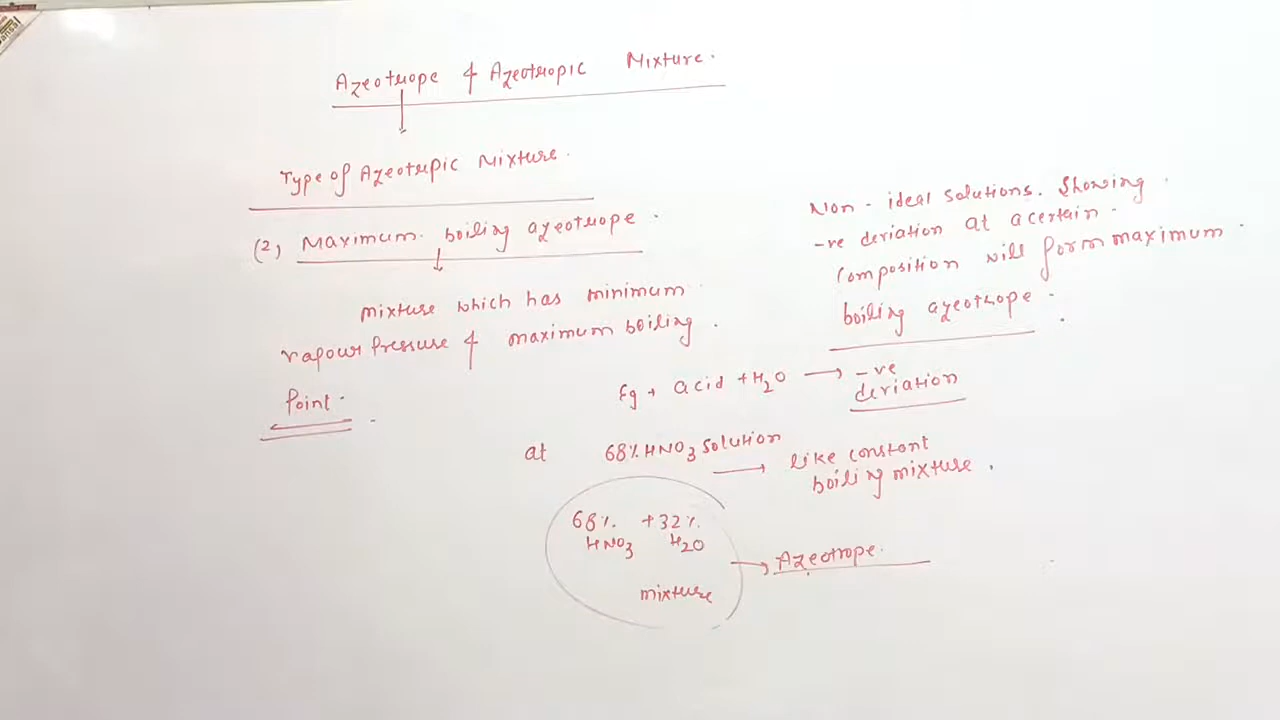 Azeotrope & Azeotropic Mixture.
Type of Azeotrpic Mixture.
(2) Maximum boiling azeotrope.
mixture which has minimum
vapour Pressure & maximum boiling
Point.
Non-ideal solutions. Showing
-ve deviation at a certain
composition will form maximum
boiling azeotrope.
Eg, acid + H2O → -ve
deviation
at 68% HNO3 solution → like constant
boiling mixture.
68% + 32%
HNO3 H2O
mixture → Azeotrope.